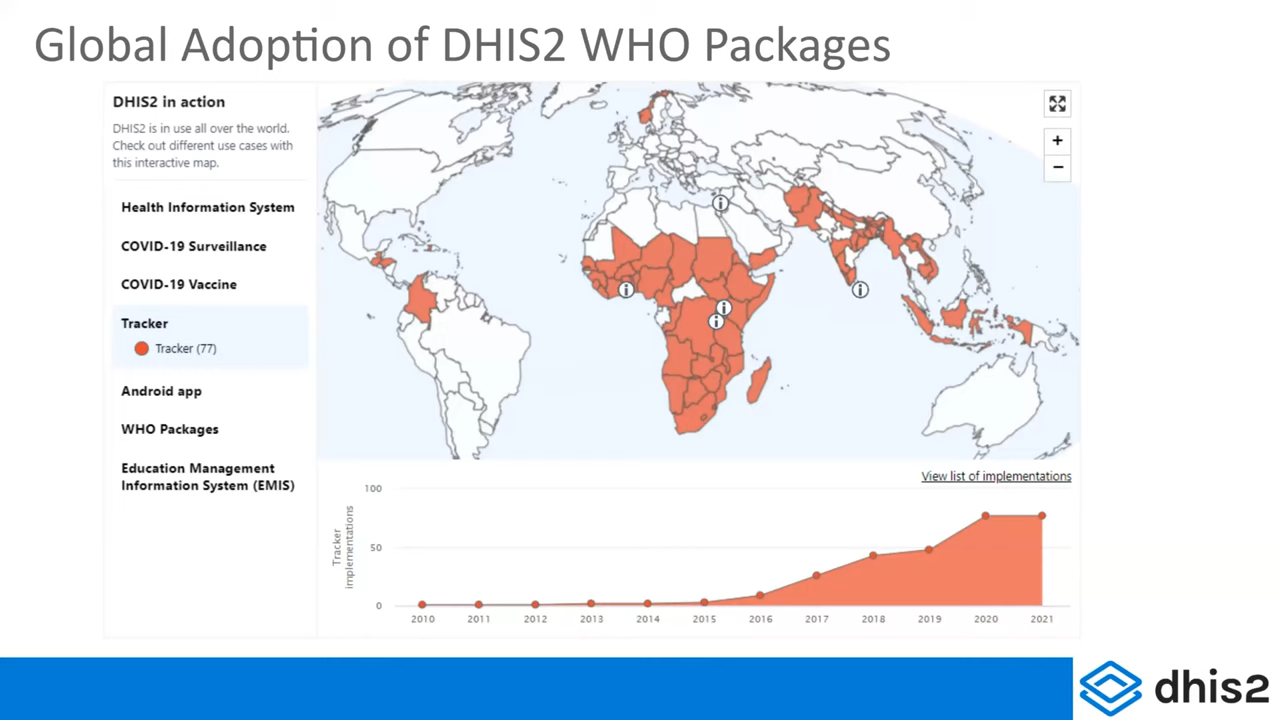 Global Adoption of DHIS2 WHO Packages
DHIS2 in action
DHIS2 is in use all over the world.
Check out different use cases with
this interactive map.
Health Information System
COVID-19 Surveillance
COVID-19 Vaccine
Tracker
Tracker (77)
Android app
WHO Packages
Education Management
Information System (EMIS)
+
−
i
i
i
i
i
View list of implementations
Tracker
implementations
100
50
0
2010 2011 2012 2013 2014 2015 2016 2017 2018 2019 2020 2021
dhis2